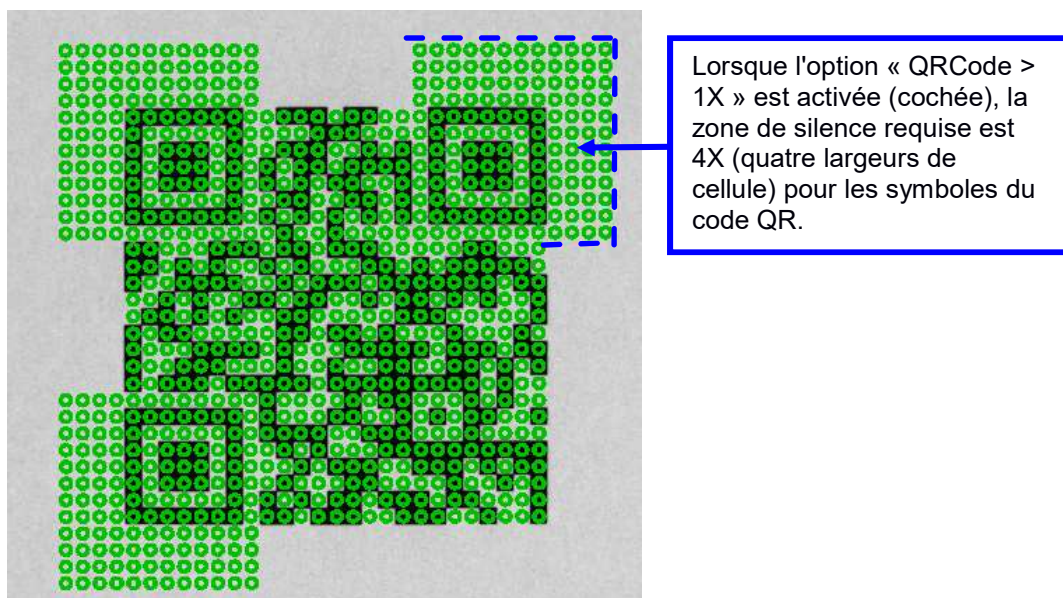 Lorsque l'option « QRCode >
1X » est activée (cochée), la
zone de silence requise est
4X (quatre largeurs de
cellule) pour les symboles du
code QR.